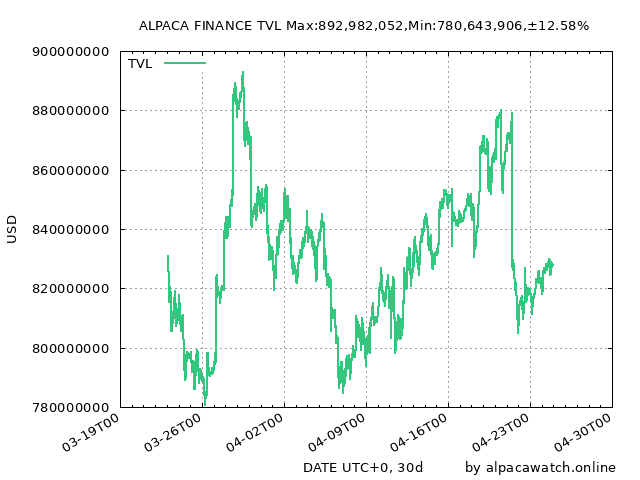 ALPACA FINANCE TVL Max:892,982,052,Min:780,643,906,±12.58%
900000000
TVL
880000000
860000000
840000000
USD
820000000
800000000
780000000
03-19T00 03-26T00 04-02T00 04-09T00 04-16T00 04-23T00 04-30T00
DATE UTC+0, 30d by alpacawatch.online